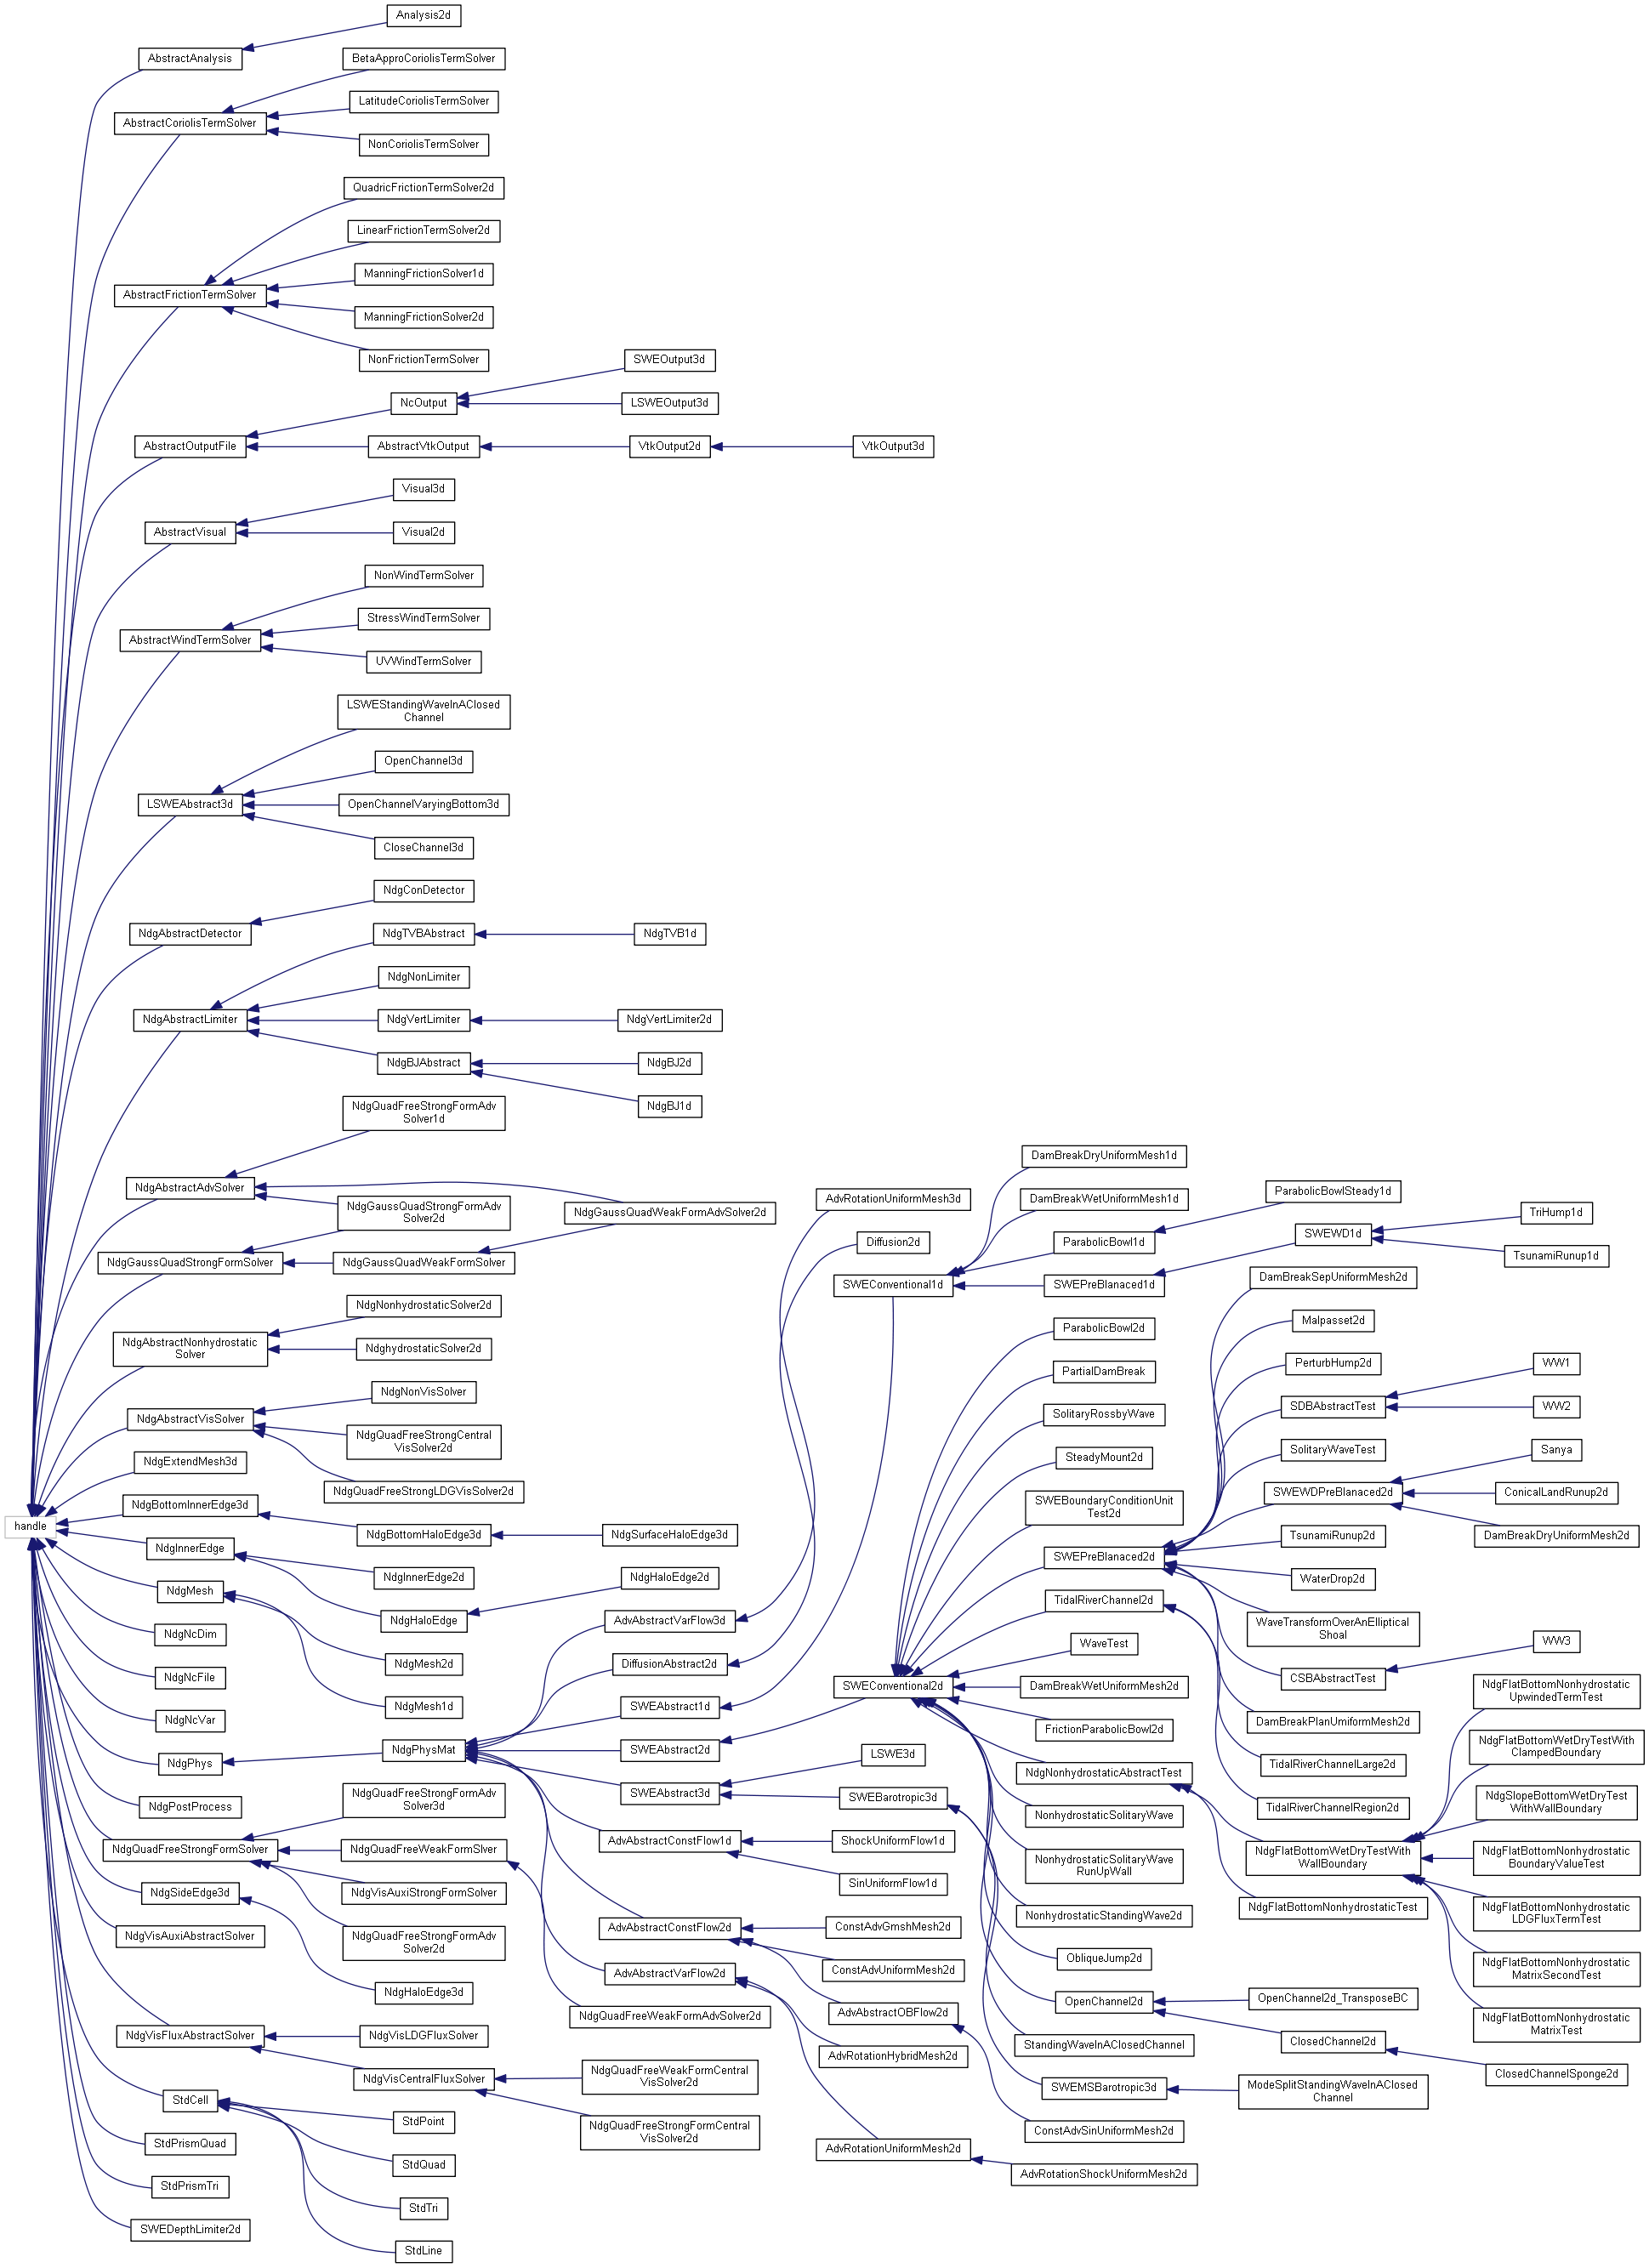 Analysis2d
AbstractAnalysis
BetaApproCoriolisTermSolver
LatitudeCoriolisTermSolver
AbstractCoriolisTermSolver
NonCoriolisTermSolver
QuadricFrictionTermSolver2d
LinearFrictionTermSolver2d
ManningFrictionSolver1d
AbstractFrictionTermSolver
ManningFrictionSolver2d
NonFrictionTermSolver
SWEOutput3d
NcOutput
LSWEOutput3d
AbstractOutputFile
AbstractVtkOutput
VtkOutput2d
VtkOutput3d
Visual3d
AbstractVisual
Visual2d
NonWindTermSolver
StressWindTermSolver
AbstractWindTermSolver
UVWindTermSolver
LSWEStandingWaveInAClosed
Channel
OpenChannel3d
LSWEAbstract3d
OpenChannelVaryingBottom3d
CloseChannel3d
NdgConDetector
NdgAbstractDetector
NdgTVBAbstract
NdgTVB1d
NdgNonLimiter
NdgAbstractLimiter
NdgVertLimiter
NdgVertLimiter2d
NdgBJAbstract
NdgBJ2d
NdgBJ1d
NdgQuadFreeStrongFormAdv
Solver1d
NdgAbstractAdvSolver
NdgGaussQuadStrongFormAdv
Solver2d
NdgGaussQuadWeakFormAdvSolver2d
NdgGaussQuadStrongFormSolver
NdgGaussQuadWeakFormSolver
NdgNonhydrostaticSolver2d
NdgAbstractNonhydrostatic
Solver
NdghydrostaticSolver2d
NdgNonVisSolver
NdgAbstractVisSolver
NdgQuadFreeStrongCentral
VisSolver2d
NdgQuadFreeStrongLDGVisSolver2d
NdgExtendMesh3d
NdgBottomInnerEdge3d
handle
NdgBottomHaloEdge3d
NdgSurfaceHaloEdge3d
NdgInnerEdge
NdgInnerEdge2d
NdgHaloEdge2d
NdgMesh
NdgHaloEdge
NdgNcDim
NdgMesh2d
NdgNcFile
NdgMesh1d
NdgNcVar
NdgPhys
NdgPhysMat
NdgPostProcess
NdgQuadFreeStrongFormAdv
Solver3d
NdgQuadFreeStrongFormSolver
NdgQuadFreeWeakFormSlver
NdgSideEdge3d
NdgVisAuxiStrongFormSolver
NdgVisAuxiAbstractSolver
NdgQuadFreeStrongFormAdv
Solver2d
NdgHaloEdge3d
NdgVisFluxAbstractSolver
NdgVisLDGFluxSolver
NdgVisCentralFluxSolver
NdgQuadFreeWeakFormCentral
VisSolver2d
NdgQuadFreeStrongFormCentral
VisSolver2d
StdCell
StdPoint
StdPrismQuad
StdQuad
StdPrismTri
StdTri
SWEDepthLimiter2d
StdLine
AdvAbstractVarFlow3d
DiffusionAbstract2d
SWEAbstract1d
SWEAbstract2d
SWEAbstract3d
AdvAbstractConstFlow1d
AdvAbstractConstFlow2d
AdvAbstractVarFlow2d
NdgQuadFreeWeakFormAdvSolver2d
AdvRotationUniformMesh3d
Diffusion2d
SWEConventional1d
SWEConventional2d
LSWE3d
SWEBarotropic3d
ShockUniformFlow1d
SinUniformFlow1d
ConstAdvGmshMesh2d
ConstAdvUniformMesh2d
AdvAbstractOBFlow2d
AdvRotationHybridMesh2d
AdvRotationUniformMesh2d
DamBreakDryUniformMesh1d
DamBreakWetUniformMesh1d
ParabolicBowl1d
SWEPreBlanaced1d
ParabolicBowlSteady1d
SWEWD1d
TriHump1d
TsunamiRunup1d
ParabolicBowl2d
PartialDamBreak
SolitaryRossbyWave
SteadyMount2d
SWEBoundaryConditionUnit
Test2d
SWEPreBlanaced2d
TidalRiverChannel2d
WaveTest
DamBreakWetUniformMesh2d
FrictionParabolicBowl2d
NdgNonhydrostaticAbstractTest
NonhydrostaticSolitaryWave
NonhydrostaticSolitaryWave
RunUpWall
NonhydrostaticStandingWave2d
ObliqueJump2d
OpenChannel2d
StandingWaveInAClosedChannel
SWEMSBarotropic3d
ConstAdvSinUniformMesh2d
AdvRotationShockUniformMesh2d
DamBreakSepUniformMesh2d
Malpasset2d
PerturbHump2d
SDBAbstractTest
WW1
WW2
SolitaryWaveTest
SWEWDPreBlanaced2d
Sanya
ConicalLandRunup2d
DamBreakDryUniformMesh2d
TsunamiRunup2d
WaterDrop2d
WaveTransformOverAnElliptical
Shoal
CSBAbstractTest
WW3
DamBreakPlanUmiformMesh2d
TidalRiverChannelLarge2d
TidalRiverChannelRegion2d
NdgFlatBottomWetDryTestWith
WallBoundary
NdgFlatBottomNonhydrostaticTest
NdgFlatBottomNonhydrostatic
UpwindedTermTest
NdgFlatBottomWetDryTestWith
ClampedBoundary
NdgSlopeBottomWetDryTest
WithWallBoundary
NdgFlatBottomNonhydrostatic
BoundaryValueTest
NdgFlatBottomNonhydrostatic
LDGFluxTermTest
NdgFlatBottomNonhydrostatic
MatrixSecondTest
NdgFlatBottomNonhydrostatic
MatrixTest
OpenChannel2d_TransposeBC
ClosedChannel2d
ClosedChannelSponge2d
ModeSplitStandingWaveInAClosed
Channel